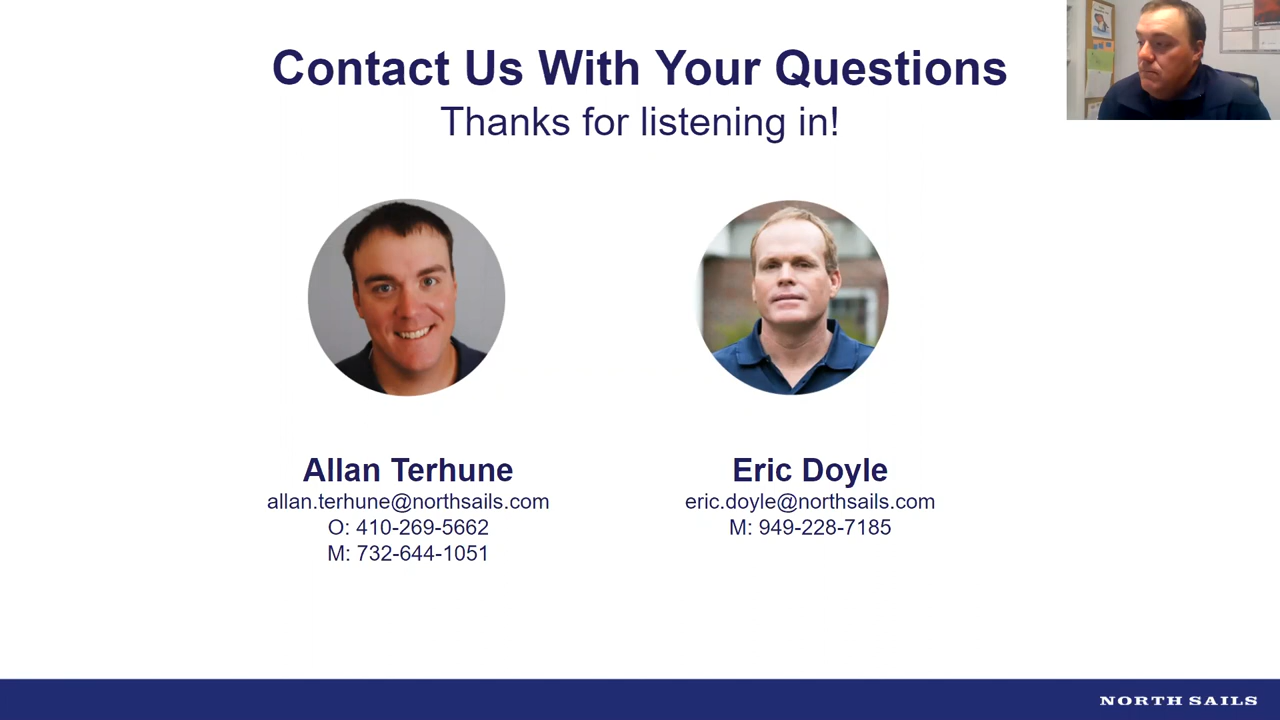 Contact Us With Your Questions
Thanks for listening in!
Allan Terhune
allan.terhune@northsails.com
O: 410-269-5662
M: 732-644-1051
Eric Doyle
eric.doyle@northsails.com
M: 949-228-7185
NORTH SAILS